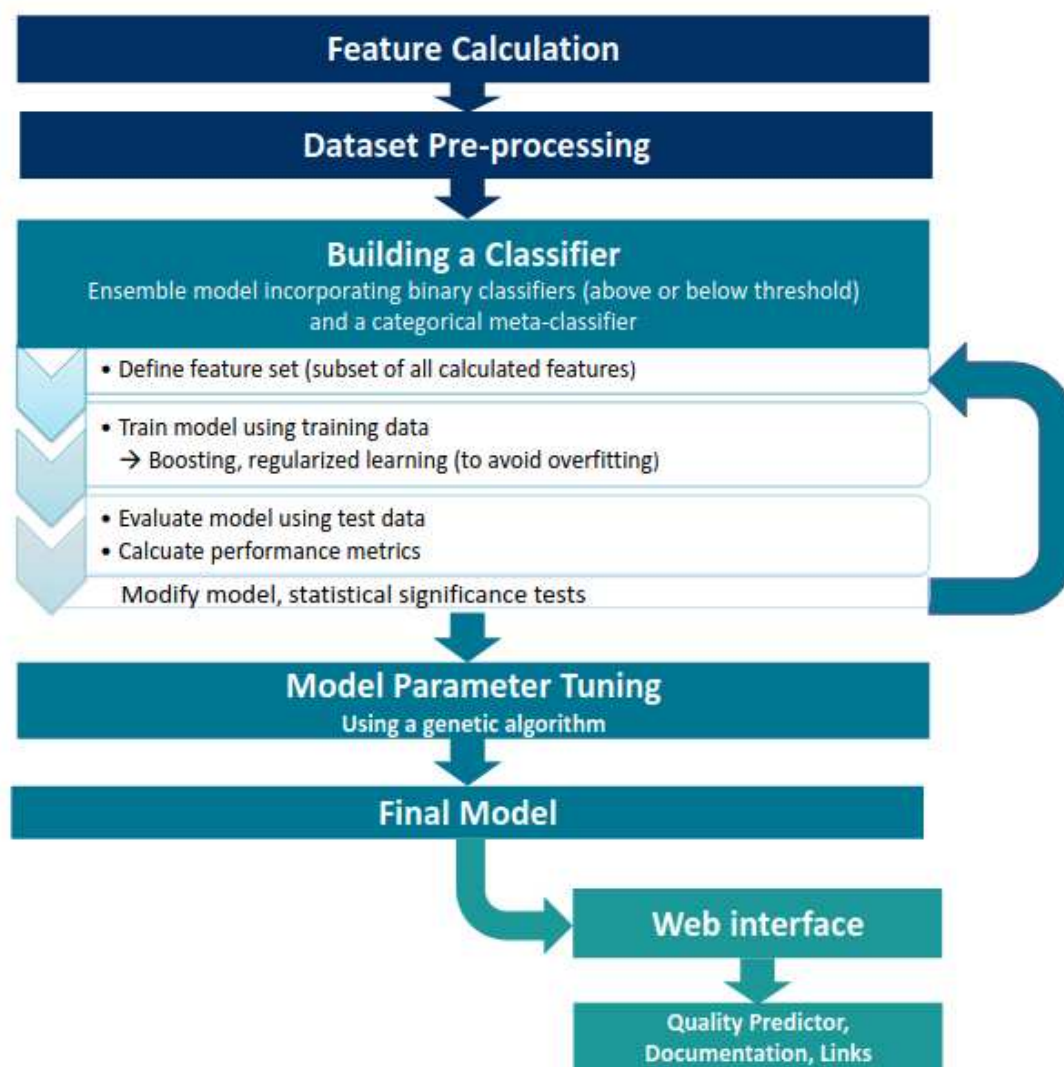 Feature Calculation
Dataset Pre-processing
Building a Classifier
Ensemble model incorporating binary classifiers (above or below threshold)
and a categorical meta-classifier
• Define feature set (subset of all calculated features)
• Train model using training data
→ Boosting, regularized learning (to avoid overfitting)
• Evaluate model using test data
• Calcuate performance metrics
Modify model, statistical significance tests
Model Parameter Tuning
Using a genetic algorithm
Final Model
Web interface
Quality Predictor,
Documentation, Links